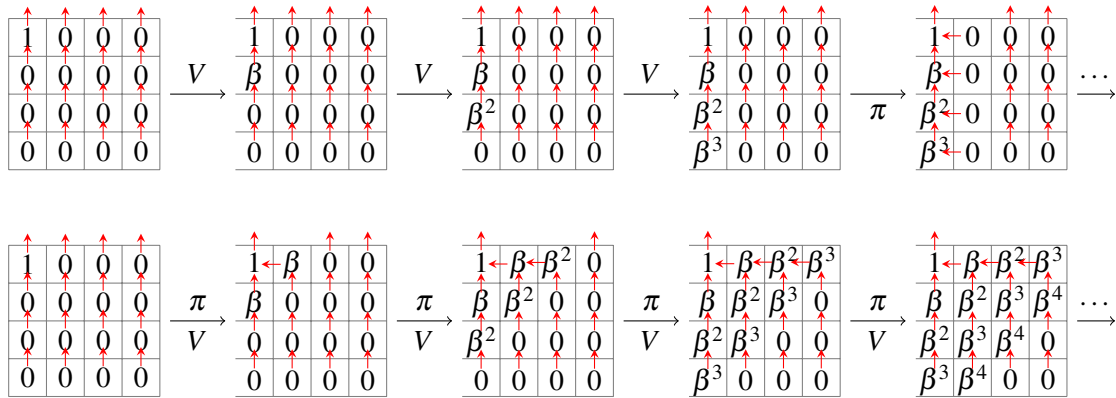 1 0 0 0 1 0 0 0 1 0 0 0 1 0 0 0 1 0 0 0
0 0 0 0 V β 0 0 0 V β 0 0 0 V β 0 0 0 β 0 0 0 ⋯
0 0 0 0 0 0 0 0 β² 0 0 0 β² 0 0 0 π β² 0 0 0
0 0 0 0 0 0 0 0 0 0 0 0 β³ 0 0 0 β³ 0 0 0
1 0 0 0 1 β 0 0 1 β β² 0 1 β β² β³ 1 β β² β³
0 0 0 0 π β 0 0 0 π β β² 0 0 π β β² β³ 0 π β β² β³ β⁴ ⋯
0 0 0 0 V 0 0 0 0 V β² 0 0 0 V β² β³ 0 0 V β² β³ β⁴ 0
0 0 0 0 0 0 0 0 0 0 0 0 β³ 0 0 0 β³ β⁴ 0 0